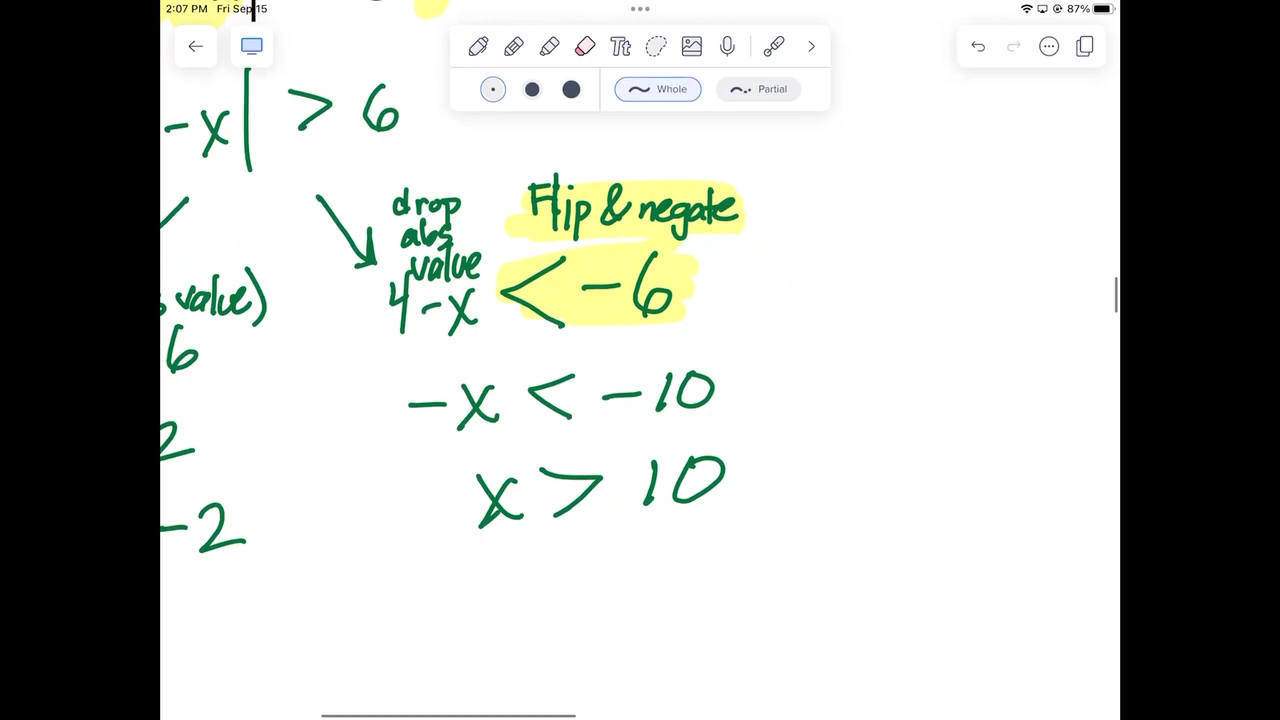 2:07 PM Fri Sep 15
87%
Tt
Whole Partial
-x| > 6
drop
abs
value
Flip & negate
4-x < -6
s value)
6
-x < -10
2
x > 10
-2